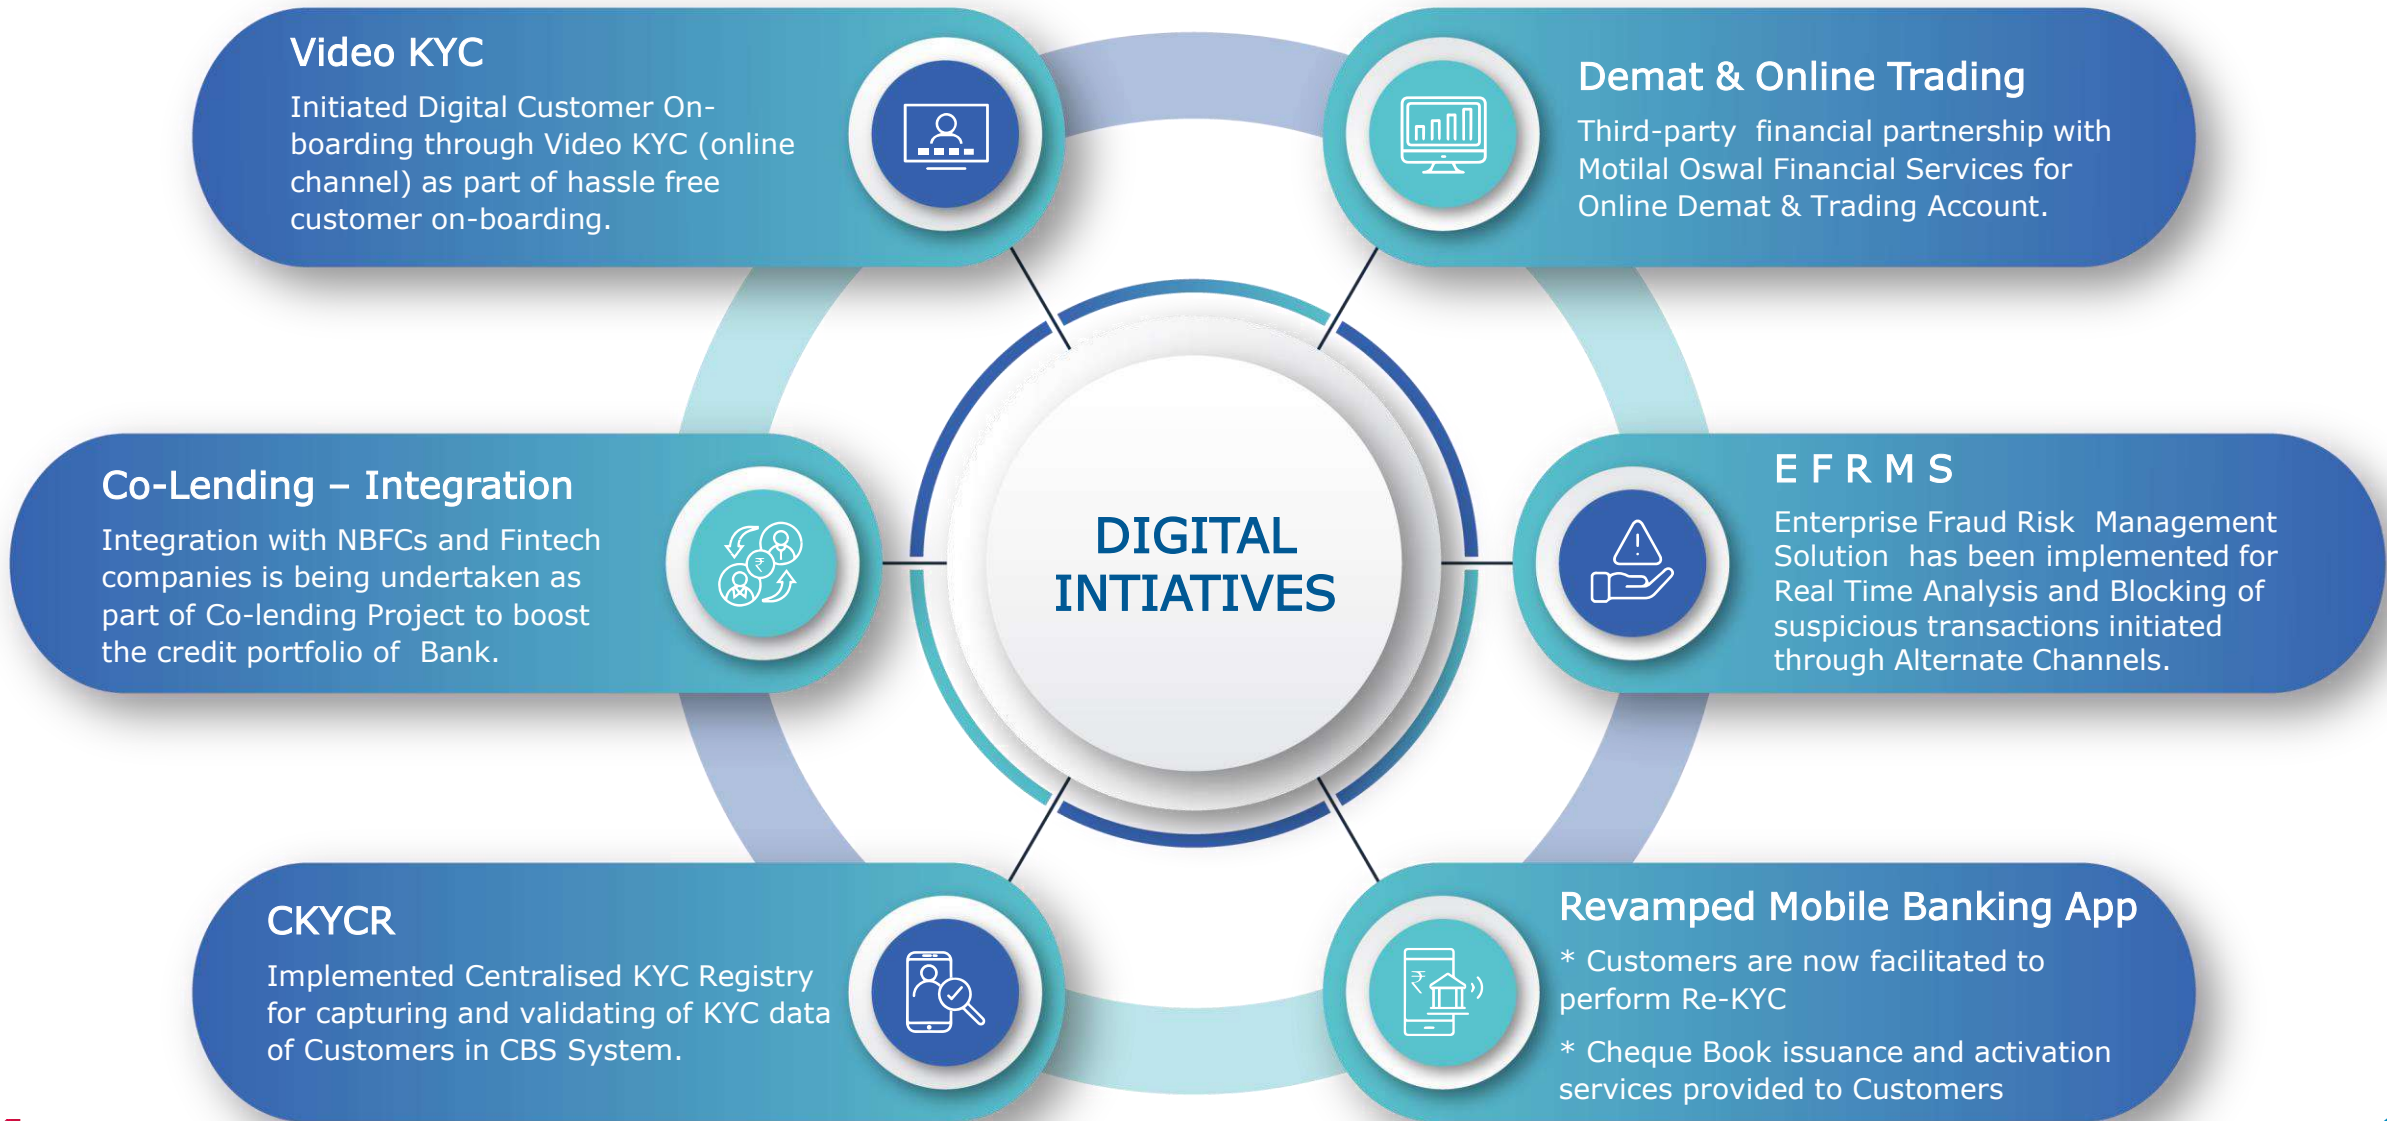 Video KYC
Initiated Digital Customer On-
boarding through Video KYC (online
channel) as part of hassle free
customer on-boarding.
Demat & Online Trading
Third-party financial partnership with
Motilal Oswal Financial Services for
Online Demat & Trading Account.
Co-Lending – Integration
Integration with NBFCs and Fintech
companies is being undertaken as
part of Co-lending Project to boost
the credit portfolio of Bank.
DIGITAL
INTIATIVES
E F R M S
Enterprise Fraud Risk Management
Solution has been implemented for
Real Time Analysis and Blocking of
suspicious transactions initiated
through Alternate Channels.
CKYCR
Implemented Centralised KYC Registry
for capturing and validating of KYC data
of Customers in CBS System.
Revamped Mobile Banking App
* Customers are now facilitated to
perform Re-KYC
* Cheque Book issuance and activation
services provided to Customers